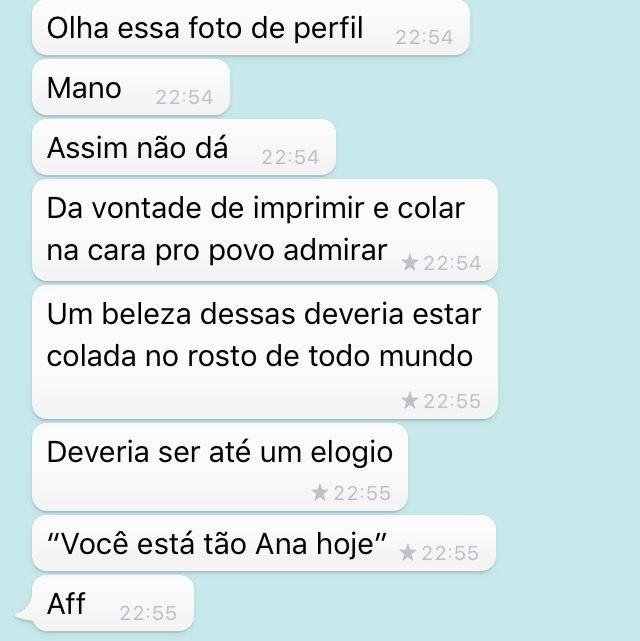 Olha essa foto de perfil 22:54
Mano 22:54
Assim não dá 22:54
Da vontade de imprimir e colar
na cara pro povo admirar ★ 22:54
Um beleza dessas deveria estar
colada no rosto de todo mundo
★ 22:55
Deveria ser até um elogio
★ 22:55
“Você está tão Ana hoje” ★ 22:55
Aff 22:55